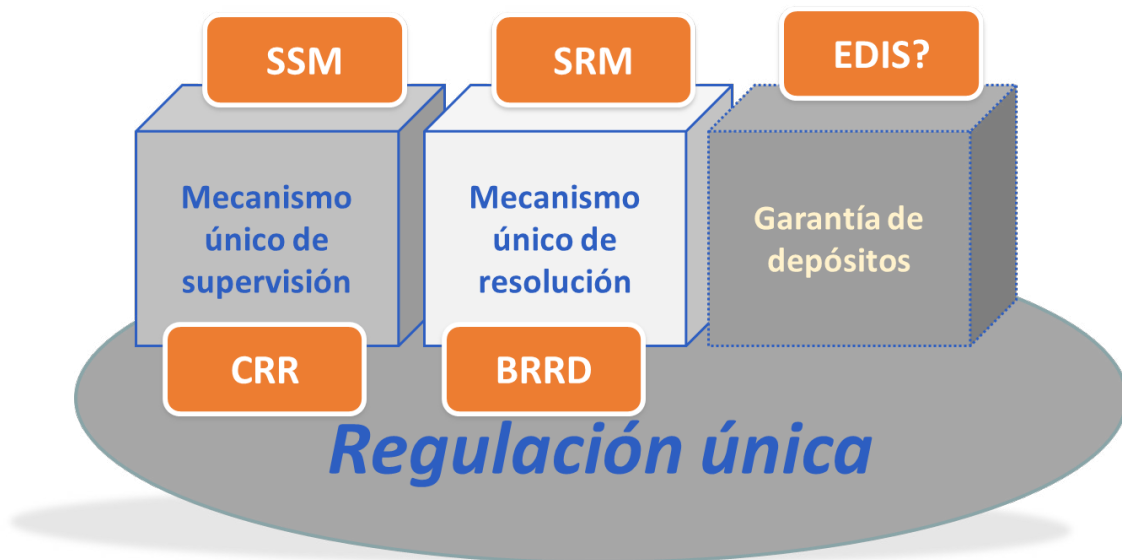 SSM
SRM
EDIS?
Mecanismo
único de
supervisión
Mecanismo
único de
resolución
Garantía de
depósitos
CRR
BRRD
Regulación única